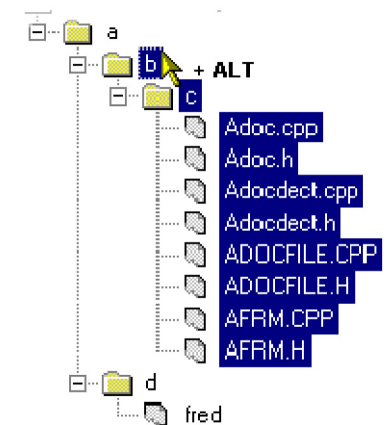 a
b + ALT
c
Adoc.cpp
Adoc.h
Adocdect.cpp
Adocdect.h
ADOCFILE.CPP
ADOCFILE.H
AFRM.CPP
AFRM.H
d
fred